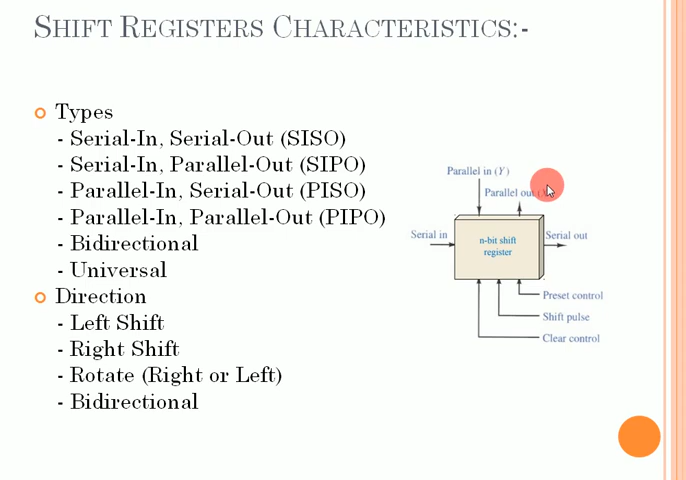 SHIFT REGISTERS CHARACTERISTICS:-
Types
- Serial-In, Serial-Out (SISO)
- Serial-In, Parallel-Out (SIPO)
- Parallel-In, Serial-Out (PISO)
- Parallel-In, Parallel-Out (PIPO)
- Bidirectional
- Universal
Direction
- Left Shift
- Right Shift
- Rotate (Right or Left)
- Bidirectional
Parallel in (Y)
Parallel out
Serial in
n-bit shift
register
Serial out
Preset control
Shift pulse
Clear control